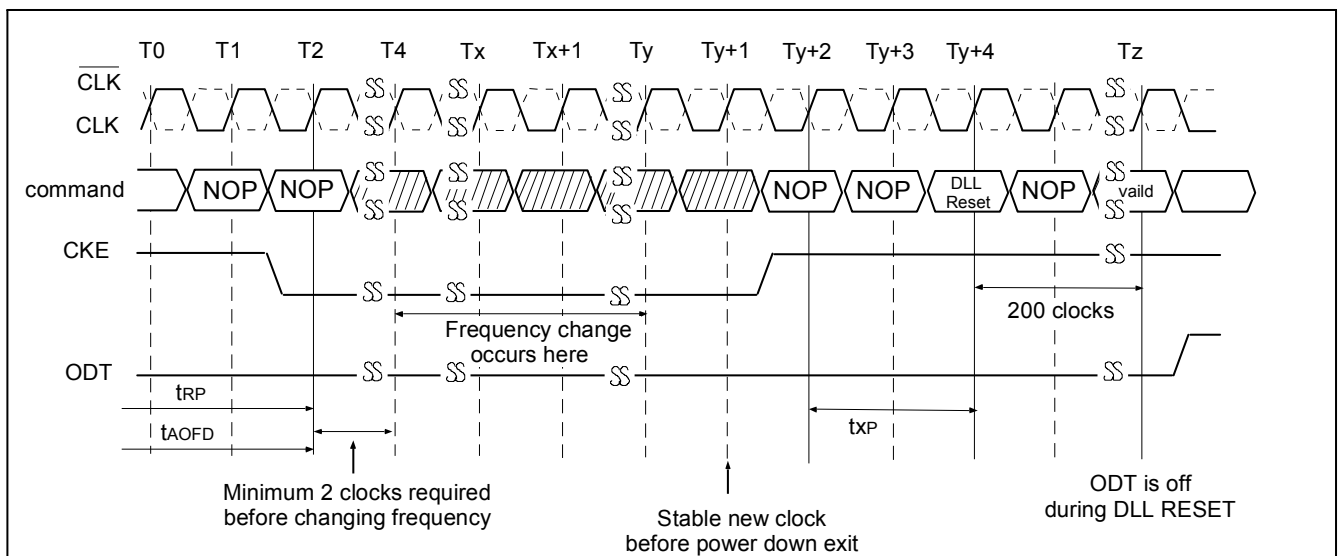 T0 T1 T2 T4 Tx Tx+1 Ty Ty+1 Ty+2 Ty+3 Ty+4 Tz
CLK
CLK
command NOP NOP NOP NOP DLL Reset NOP vaild
CKE
200 clocks
Frequency change
occurs here
ODT
tRP
tXP
tAOFD
Minimum 2 clocks required
before changing frequency
Stable new clock
before power down exit
ODT is off
during DLL RESET